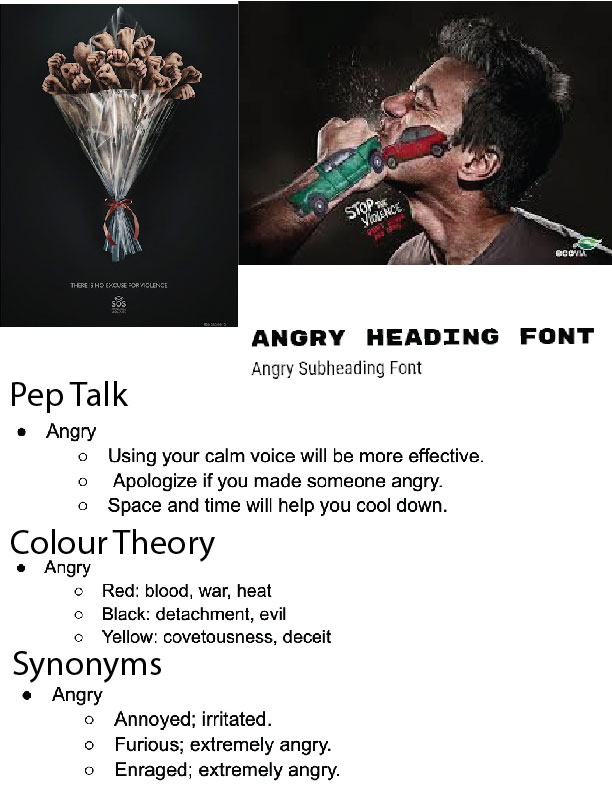 THERE IS NO EXCUSE FOR VIOLENCE
SOS
STOP THE
VIOLENCE
ecovia
ANGRY HEADING FONT
Angry Subheading Font
Pep Talk
• Angry
○ Using your calm voice will be more effective.
○ Apologize if you made someone angry.
○ Space and time will help you cool down.
Colour Theory
• Angry
○ Red: blood, war, heat
○ Black: detachment, evil
○ Yellow: covetousness, deceit
Synonyms
• Angry
○ Annoyed; irritated.
○ Furious; extremely angry.
○ Enraged; extremely angry.